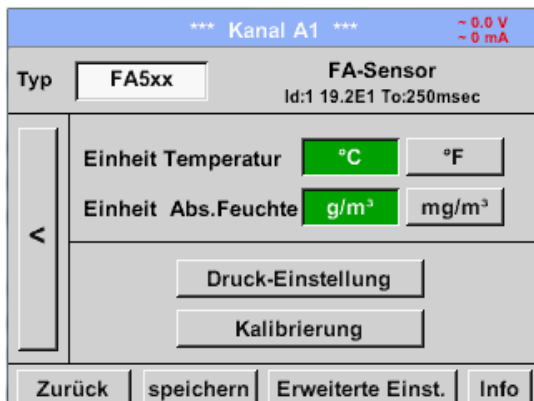 *** Kanal A1 ***
~ 0.0 V
~ 0 mA
Typ
FA5xx
FA-Sensor
Id:1 19.2E1 To:250msec
<
Einheit Temperatur °C °F
Einheit Abs.Feuchte g/m³ mg/m³
Druck-Einstellung
Kalibrierung
Zurück speichern Erweiterte Einst. Info